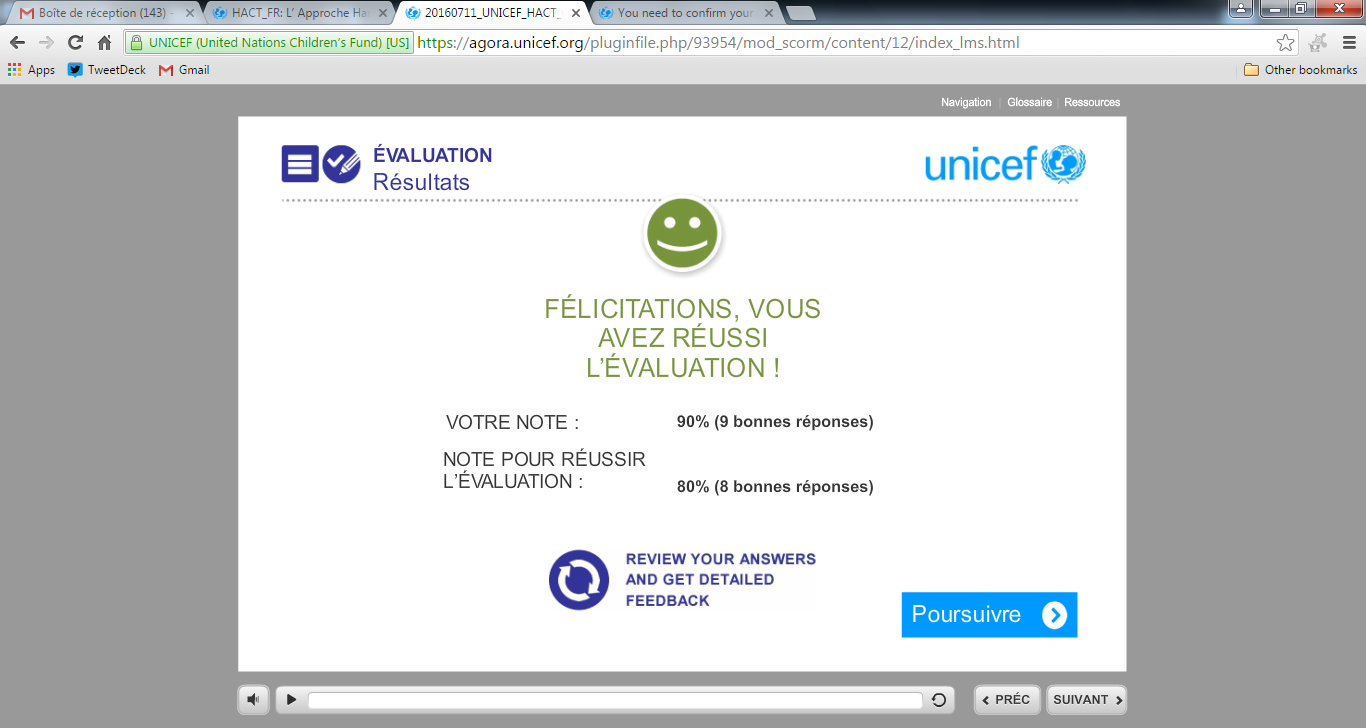 Boîte de réception (143) -
HACT_FR: L' Approche Ha
20160711_UNICEF_HACT_
You need to confirm your
UNICEF (United Nations Children's Fund) [US]
https://agora.unicef.org/pluginfile.php/93954/mod_scorm/content/12/index_lms.html
Apps
TweetDeck
Gmail
Other bookmarks
Navigation | Glossaire | Ressources
ÉVALUATION
Résultats
unicef
FÉLICITATIONS, VOUS
AVEZ RÉUSSI
L'ÉVALUATION !
VOTRE NOTE :
90% (9 bonnes réponses)
NOTE POUR RÉUSSIR
L'ÉVALUATION :
80% (8 bonnes réponses)
REVIEW YOUR ANSWERS
AND GET DETAILED
FEEDBACK
Poursuivre
PRÉC
SUIVANT